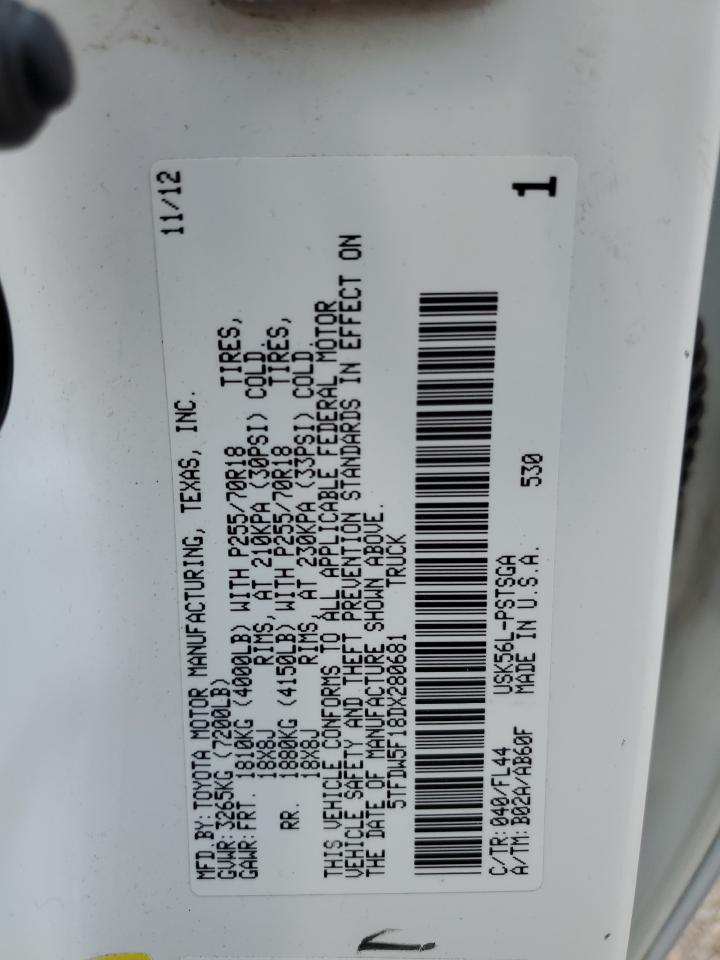 MFD.BY: TOYOTA MOTOR MANUFACTURING, TEXAS, INC. 11/12
GVWR: 3265KG (7200LB)
GAWR: FRT. 1810KG (4000LB) WITH P255/70R18 TIRES,
18X8J RIMS, AT 210KPA (30PSI) COLD.
RR. 1880KG (4150LB) WITH P255/70R18 TIRES,
18X8J RIMS, AT 230KPA (33PSI) COLD.
THIS VEHICLE CONFORMS TO ALL APPLICABLE FEDERAL MOTOR
VEHICLE SAFETY AND THEFT PREVENTION STANDARDS IN EFFECT ON
THE DATE OF MANUFACTURE SHOWN ABOVE.
5TFDW5F18DX280681 TRUCK
C/TR: 040/FL44 USK56L-PSTSGA
A/TM: B02A/AB60F MADE IN U.S.A. 530
1